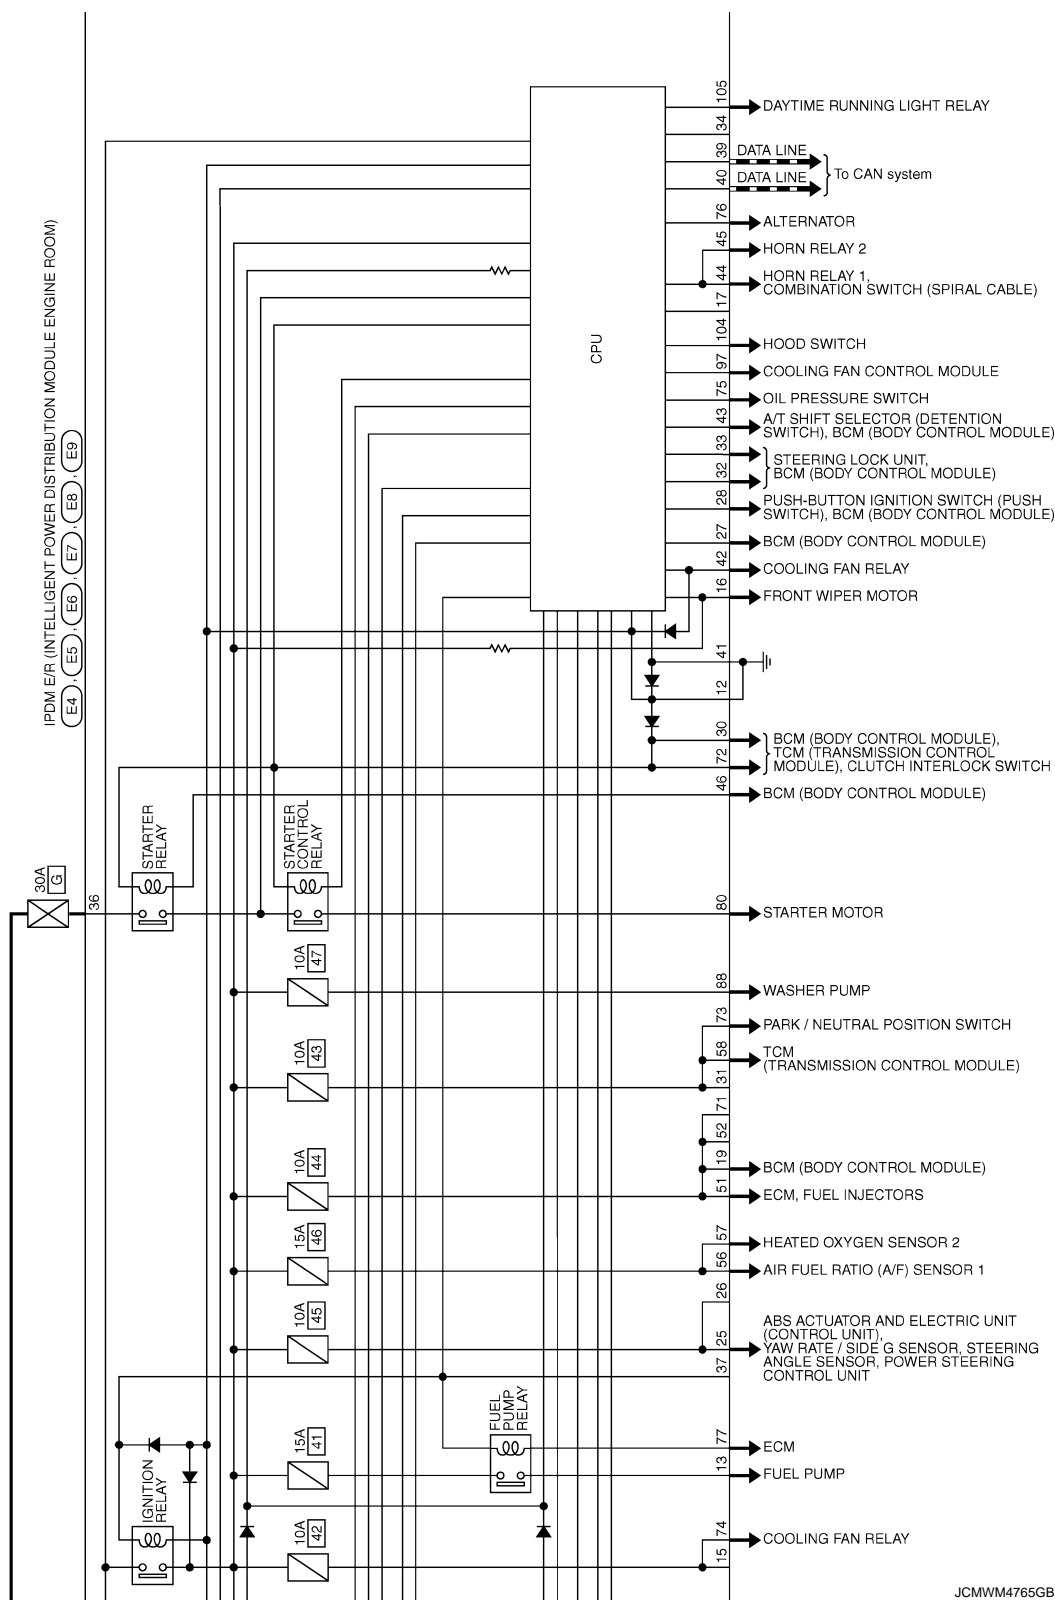 105
DAYTIME RUNNING LIGHT RELAY
34
39
DATA LINE
40
DATA LINE
To CAN system
76
ALTERNATOR
45
HORN RELAY 2
44
HORN RELAY 1,
COMBINATION SWITCH (SPIRAL CABLE)
17
104
HOOD SWITCH
CPU
97
COOLING FAN CONTROL MODULE
75
OIL PRESSURE SWITCH
43
A/T SHIFT SELECTOR (DETENTION
SWITCH), BCM (BODY CONTROL MODULE)
33
32
STEERING LOCK UNIT,
BCM (BODY CONTROL MODULE)
28
PUSH-BUTTON IGNITION SWITCH (PUSH
SWITCH), BCM (BODY CONTROL MODULE)
27
BCM (BODY CONTROL MODULE)
42
COOLING FAN RELAY
16
FRONT WIPER MOTOR
IPDM E/R (INTELLIGENT POWER DISTRIBUTION MODULE ENGINE ROOM)
E4 , E5 , E6 , E7 , E8 , E9
41
12
30
72
BCM (BODY CONTROL MODULE),
TCM (TRANSMISSION CONTROL
MODULE), CLUTCH INTERLOCK SWITCH
46
BCM (BODY CONTROL MODULE)
STARTER
RELAY
STARTER
CONTROL
RELAY
30A
G
36
80
STARTER MOTOR
10A
47
88
WASHER PUMP
73
PARK / NEUTRAL POSITION SWITCH
10A
43
58
TCM
(TRANSMISSION CONTROL MODULE)
31
71
52
10A
44
19
BCM (BODY CONTROL MODULE)
51
ECM, FUEL INJECTORS
15A
46
57
HEATED OXYGEN SENSOR 2
56
AIR FUEL RATIO (A/F) SENSOR 1
26
10A
45
25
ABS ACTUATOR AND ELECTRIC UNIT
(CONTROL UNIT),
YAW RATE / SIDE G SENSOR, STEERING
ANGLE SENSOR, POWER STEERING
CONTROL UNIT
37
FUEL
PUMP
RELAY
15A
41
77
ECM
13
FUEL PUMP
IGNITION
RELAY
10A
42
74
COOLING FAN RELAY
15
JCMWM4765GB